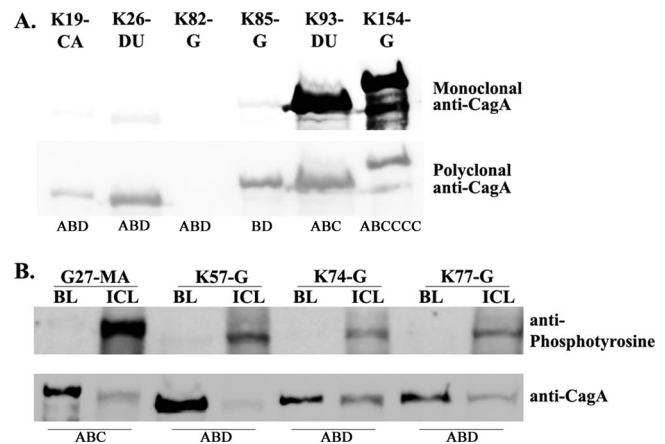 A.
K19- K26- K82- K85- K93- K154-
CA DU G G DU G
Monoclonal
anti-CagA
Polyclonal
anti-CagA
ABD ABD ABD BD ABC ABCCCC
B.
G27-MA K57-G K74-G K77-G
BL ICL BL ICL BL ICL BL ICL
anti-
Phosphotyrosine
anti-CagA
ABC ABD ABD ABD